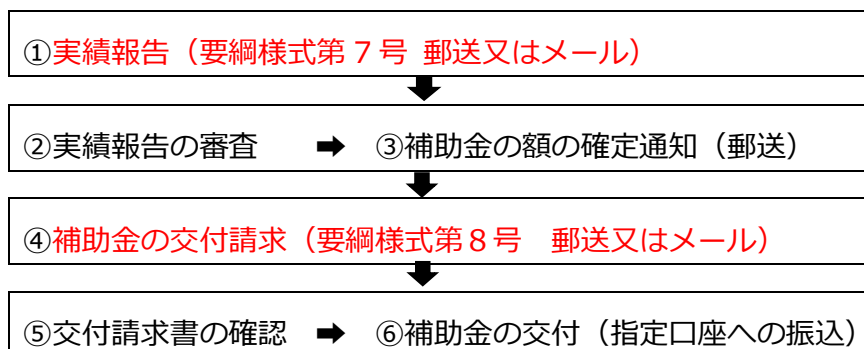 ①実績報告（要綱様式第７号 郵送又はメール）
②実績報告の審査　➡　③補助金の額の確定通知（郵送）
④補助金の交付請求（要綱様式第８号　郵送又はメール）
⑤交付請求書の確認　➡　⑥補助金の交付（指定口座への振込）